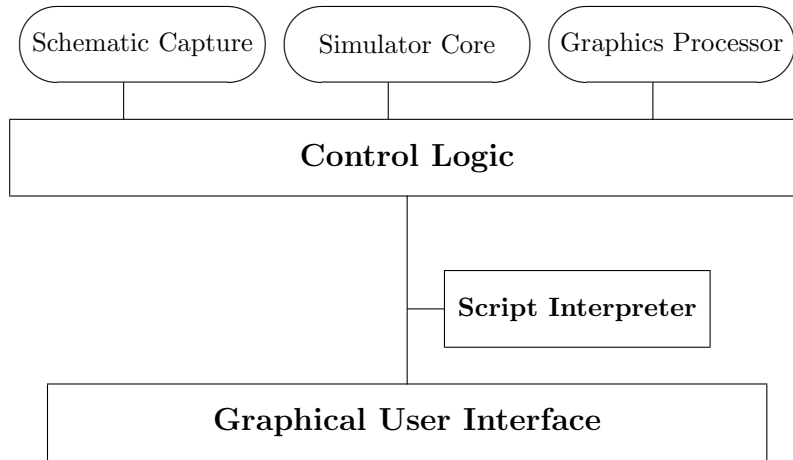 Schematic Capture
Simulator Core
Graphics Processor
Control Logic
Script Interpreter
Graphical User Interface